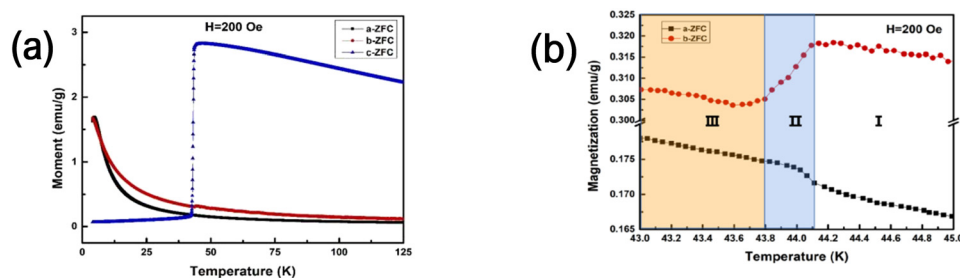 (a)
H=200 Oe
a-ZFC
b-ZFC
c-ZFC
3
2
1
0
Moment (emu/g)
0 25 50 75 100 125
Temperature (K)
(b)
H=200 Oe
a-ZFC
b-ZFC
0.325
0.320
0.315
0.310
0.305
0.300
0.175
0.170
0.165
Magnetization (emu/g)
III II I
43.0 43.2 43.4 43.6 43.8 44.0 44.2 44.4 44.6 44.8 45.0
Temperature (K)